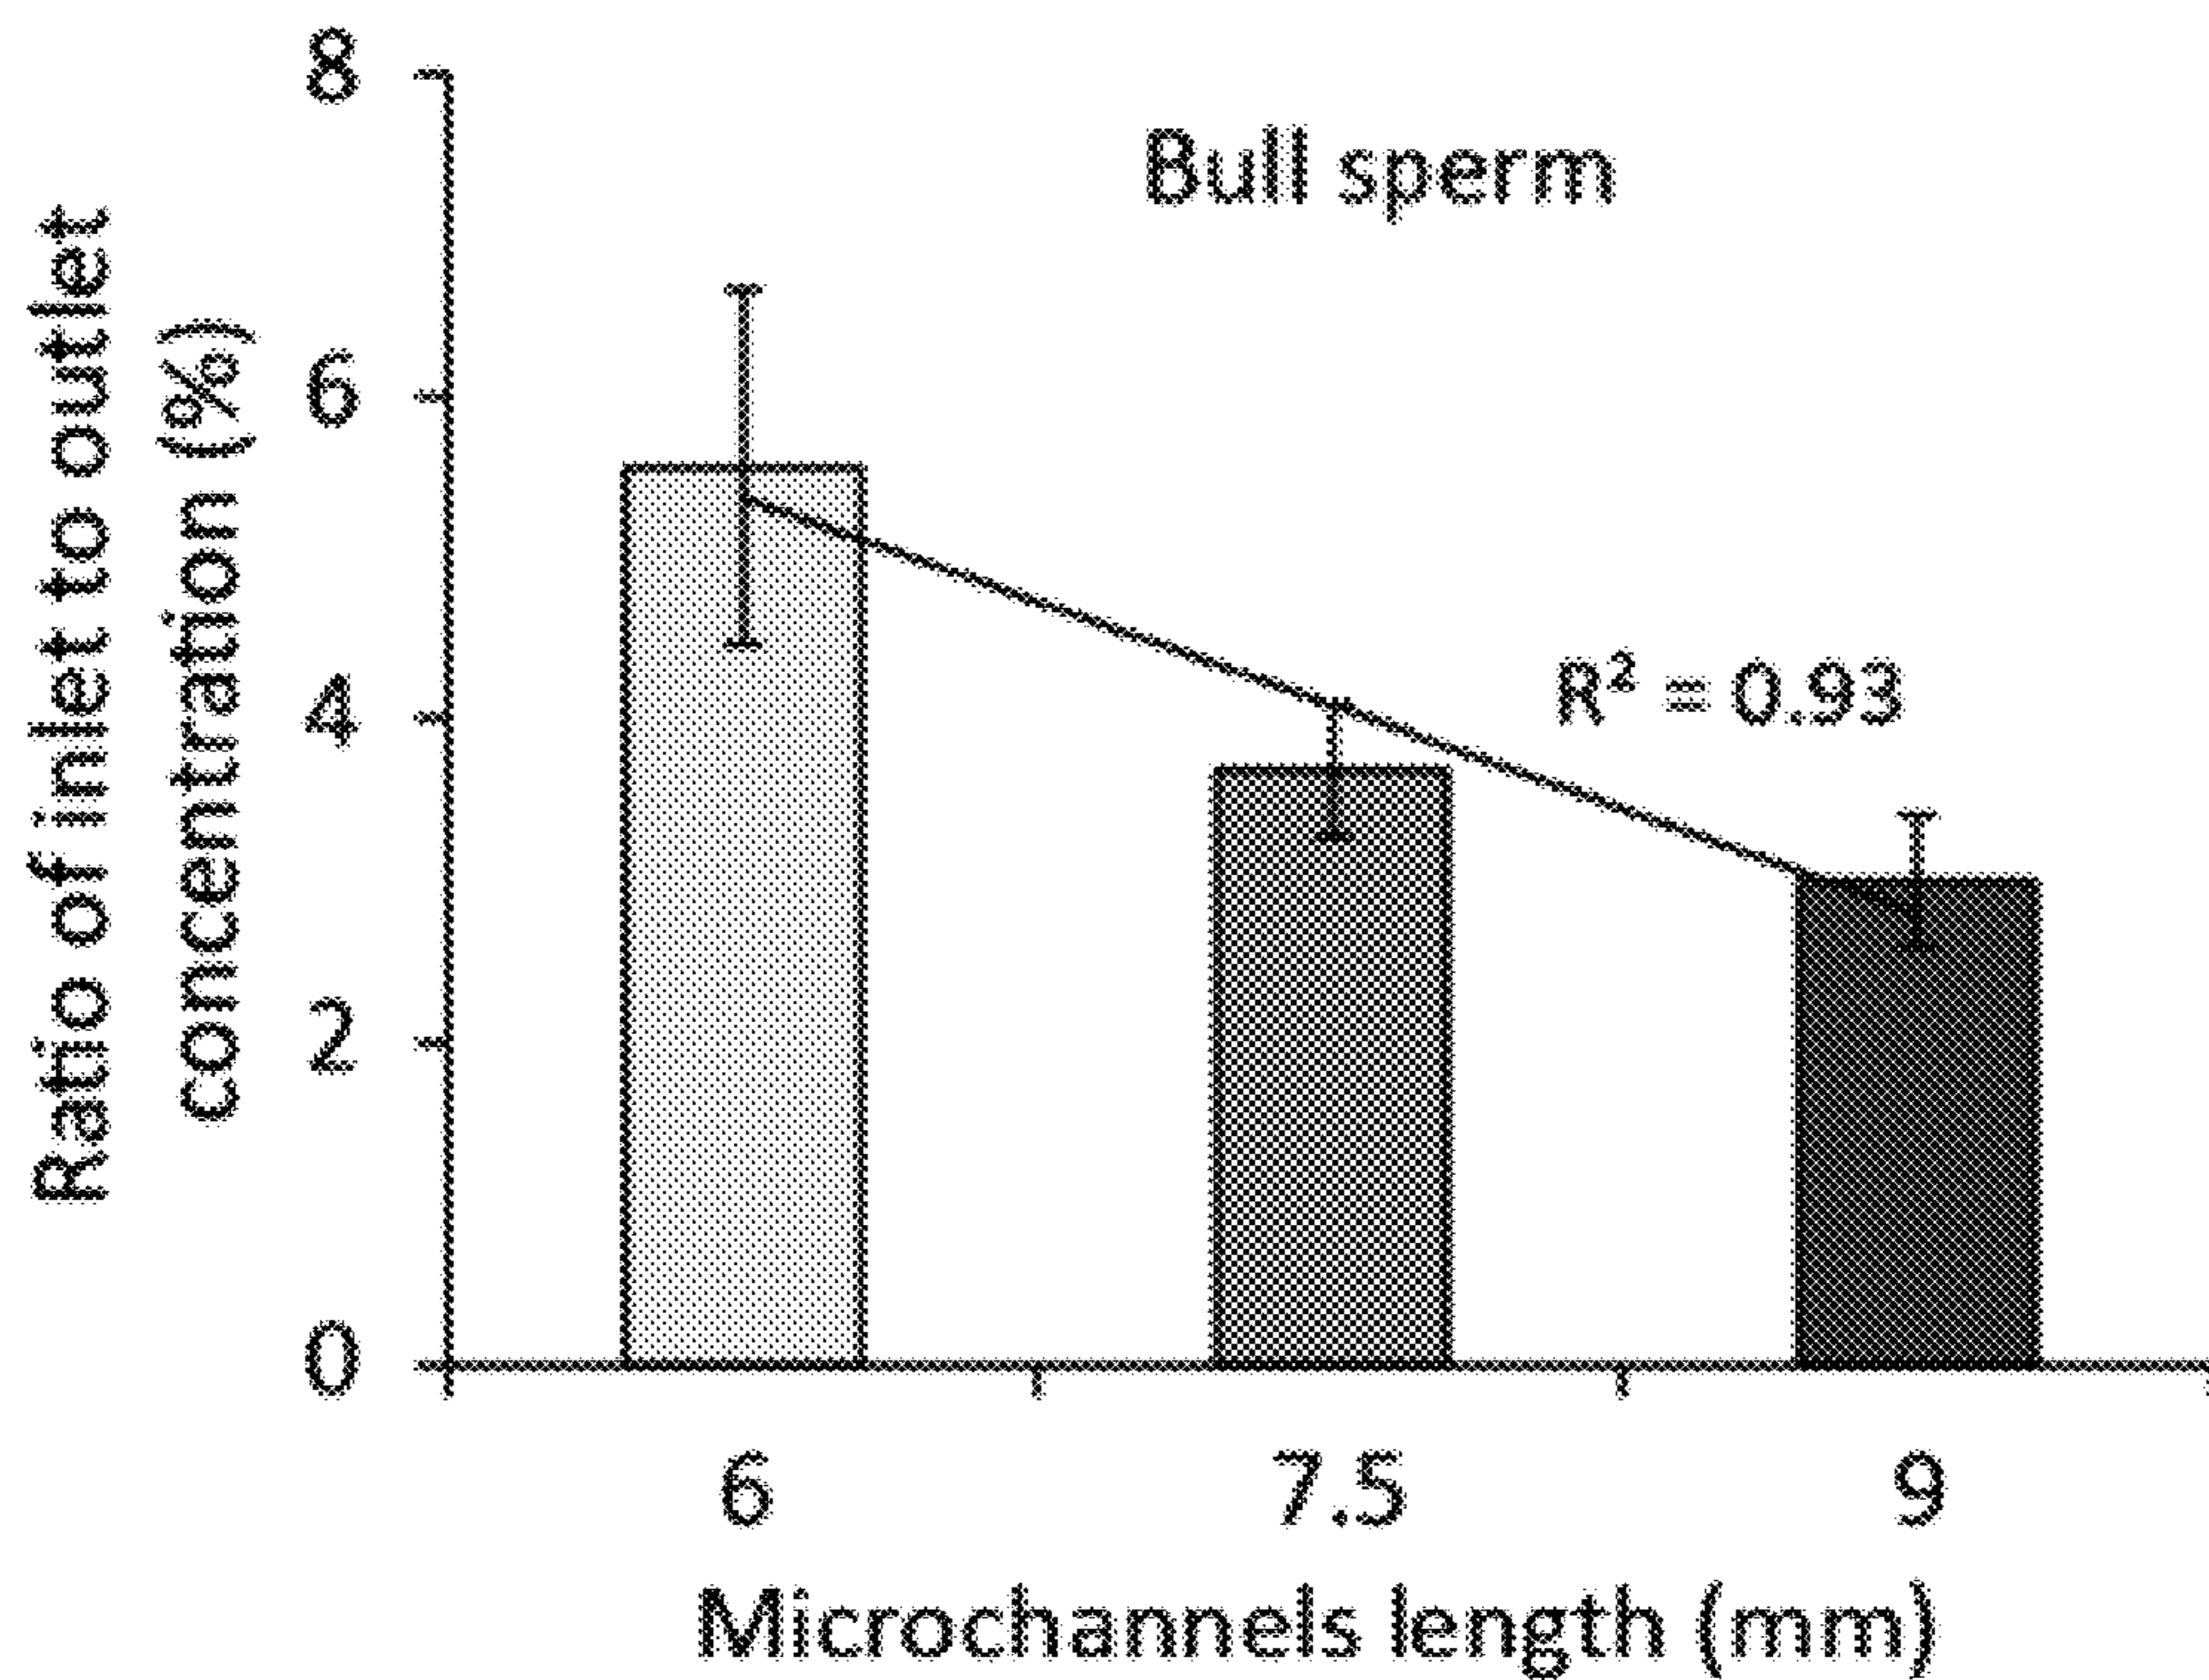 Ratio of inlet to outlet
concentration (%)
8
6
4
2
0
Bull sperm
R² = 0.93
6 7.5 9
Microchannels length (mm)